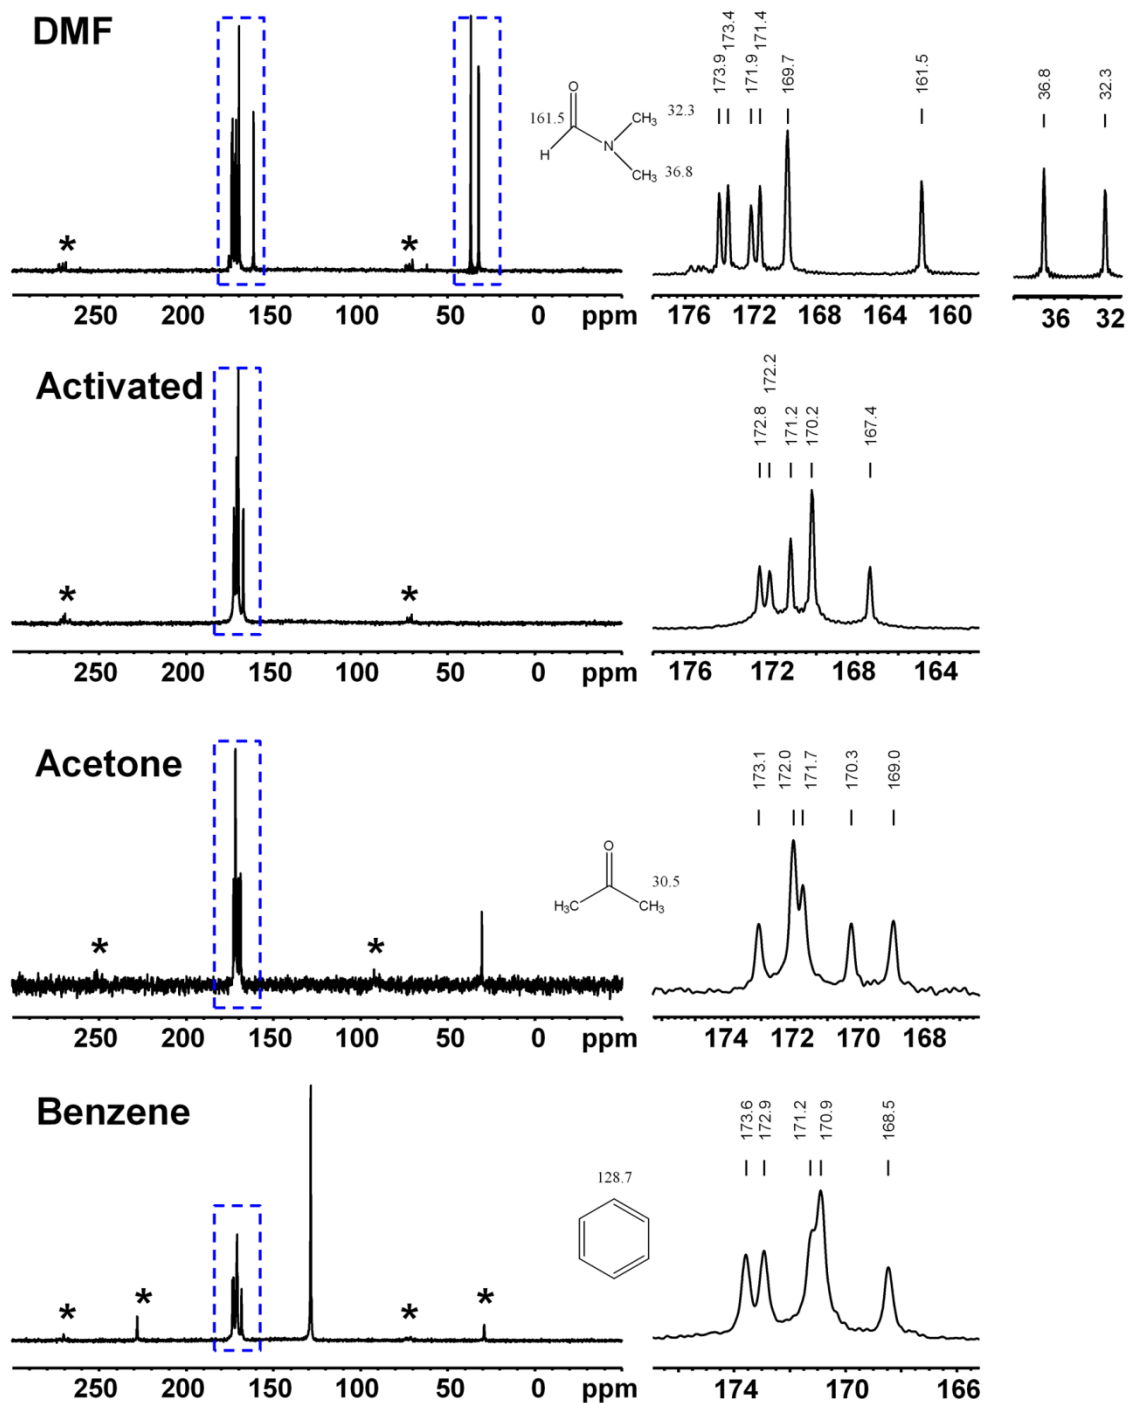 DMF
173.9 173.4 171.9 171.4 169.7 161.5 36.8 32.3
O
161.5 CH₃ 32.3
H N
CH₃ 36.8
* *
250 200 150 100 50 0 ppm
176 172 168 164 160
36 32
Activated
172.8 172.2 171.2 170.2 167.4
* *
250 200 150 100 50 0 ppm
176 172 168 164
Acetone
173.1 172.0 171.7 170.3 169.0
O
30.5
H₃C CH₃
* *
250 200 150 100 50 0 ppm
174 172 170 168
Benzene
173.6 172.9 171.2 170.9 168.5
128.7
* * * *
250 200 150 100 50 0 ppm
174 170 166